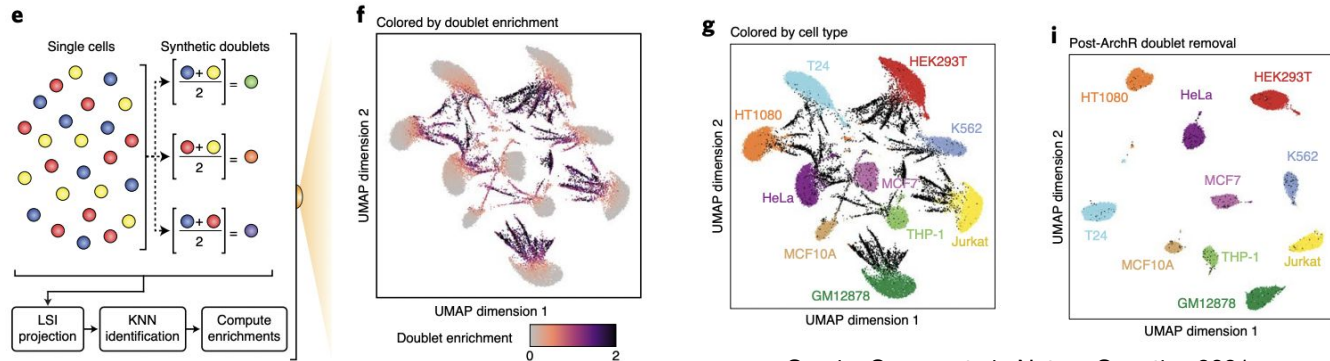 e
Single cells
Synthetic doublets
+
2
=
+
2
=
+
2
=
LSI
projection
KNN
identification
Compute
enrichments
f
Colored by doublet enrichment
UMAP dimension 2
UMAP dimension 1
Doublet enrichment
0
2
g
Colored by cell type
UMAP dimension 2
T24
HEK293T
HT1080
K562
HeLa
MCF7
MCF10A
THP-1
Jurkat
GM12878
UMAP dimension 1
i
Post-ArchR doublet removal
UMAP dimension 2
HT1080
HeLa
HEK293T
K562
MCF7
T24
MCF10A
THP-1
Jurkat
GM12878
UMAP dimension 1